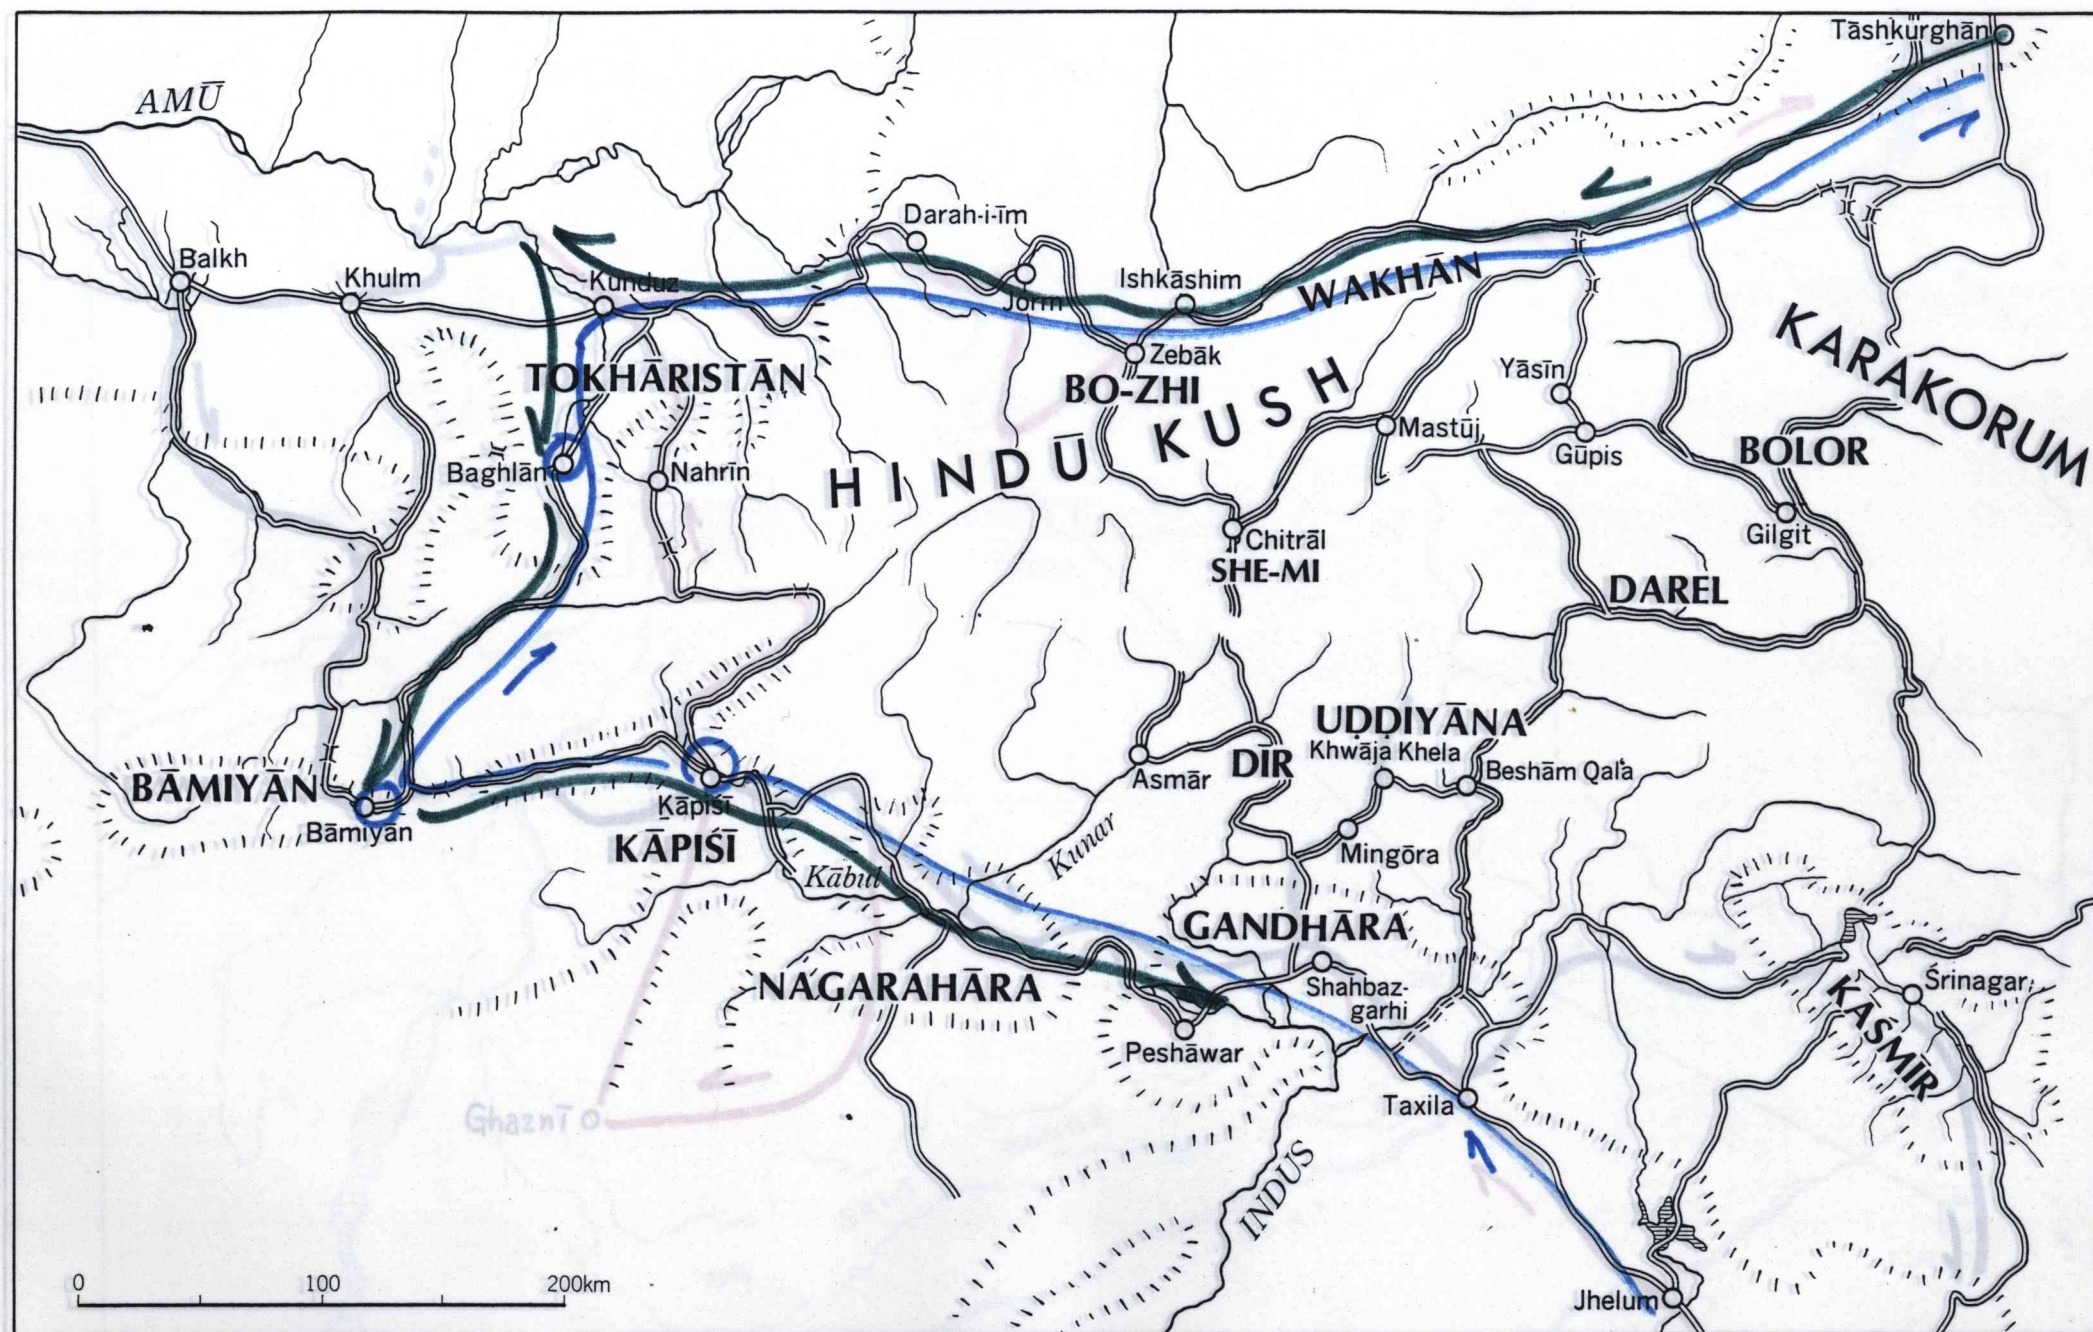 Tāshkurghān
AMŪ
Darah-i-īm
Balkh
Khulm
Kunduz
Jorm
Ishkāshim
WAKHĀN
Zebāk
BO-ZHI
TOKHĀRISTĀN
Yāsīn
KARAKORUM
HINDŪ KUSH
Mastūj
Gūpis
BOLOR
Baghlān
Nahrīn
Gilgit
Chitrāl
SHE-MI
DAREL
UḌḌIYĀNA
Khwāja Khela
DĪR
Beshām Qala
Asmār
BĀMIYĀN
Bāmiyān
Kāpiśī
KĀPIŚĪ
Mingōra
Kunar
Kābul
GANDHĀRA
NAGARAHĀRA
Shahbaz-
garhi
Śrinagar
KAŚMĪR
Peshāwar
Taxila
Ghaznī
INDUS
0 100 200km
Jhelum